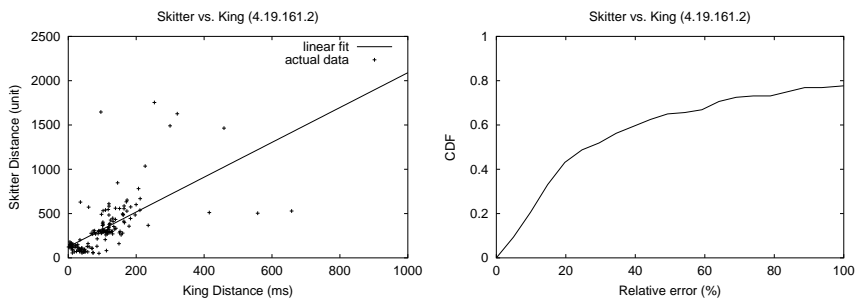 Skitter vs. King (4.19.161.2)
2500
2000
1500
1000
500
0
0 200 400 600 800 1000
Skitter Distance (unit)
King Distance (ms)
linear fit
actual data
Skitter vs. King (4.19.161.2)
1
0.8
0.6
0.4
0.2
0
0 20 40 60 80 100
CDF
Relative error (%)